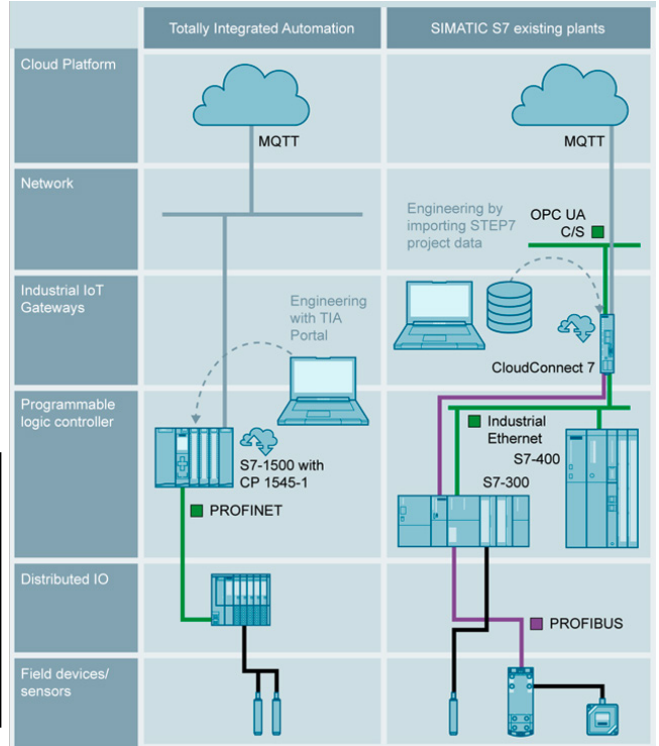 Totally Integrated Automation
SIMATIC S7 existing plants
Cloud Platform
MQTT
MQTT
Network
Engineering by
importing STEP7
project data
OPC UA
C/S
Industrial IoT
Gateways
Engineering
with TIA
Portal
CloudConnect 7
Programmable
logic controller
S7-1500 with
CP 1545-1
PROFINET
Industrial
Ethernet
S7-400
S7-300
Distributed IO
PROFIBUS
Field devices/
sensors